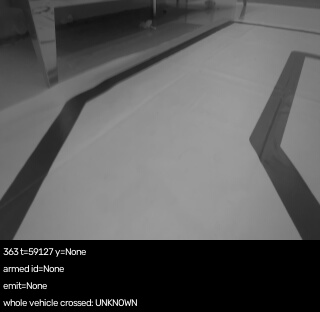 363 t=59127 y=None
armed id=None
emit=None
whole vehicle crossed: UNKNOWN